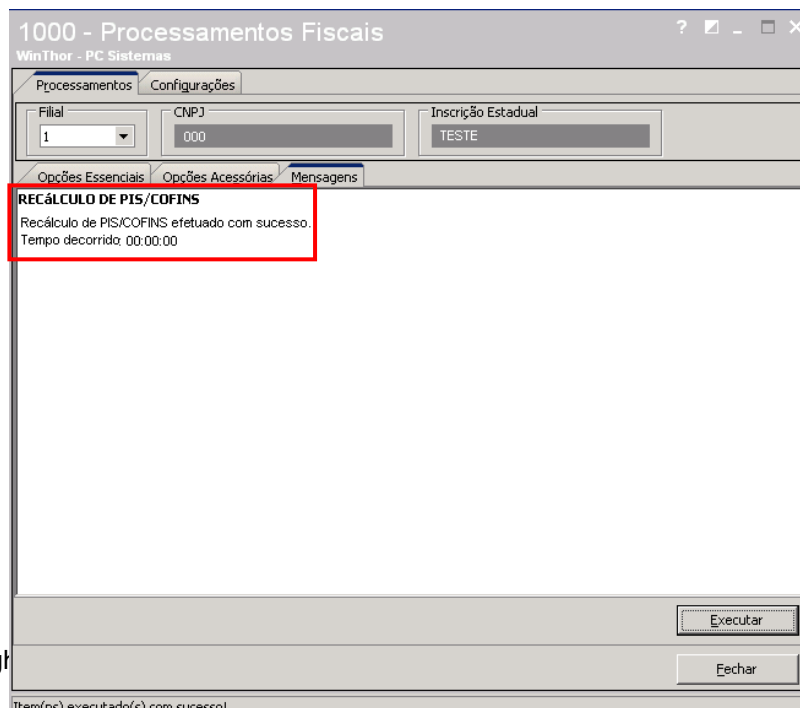 1000 - Processamentos Fiscais
WinThor - PC Sistemas
Processamentos Configurações
Filial CNPJ Inscrição Estadual
1 000 TESTE
Opções Essenciais Opções Acessórias Mensagens
RECáLCULO DE PIS/COFINS
Recálculo de PIS/COFINS efetuado com sucesso.
Tempo decorrido: 00:00:00
Executar
Fechar
Item(ns) executado(s) com sucesso!